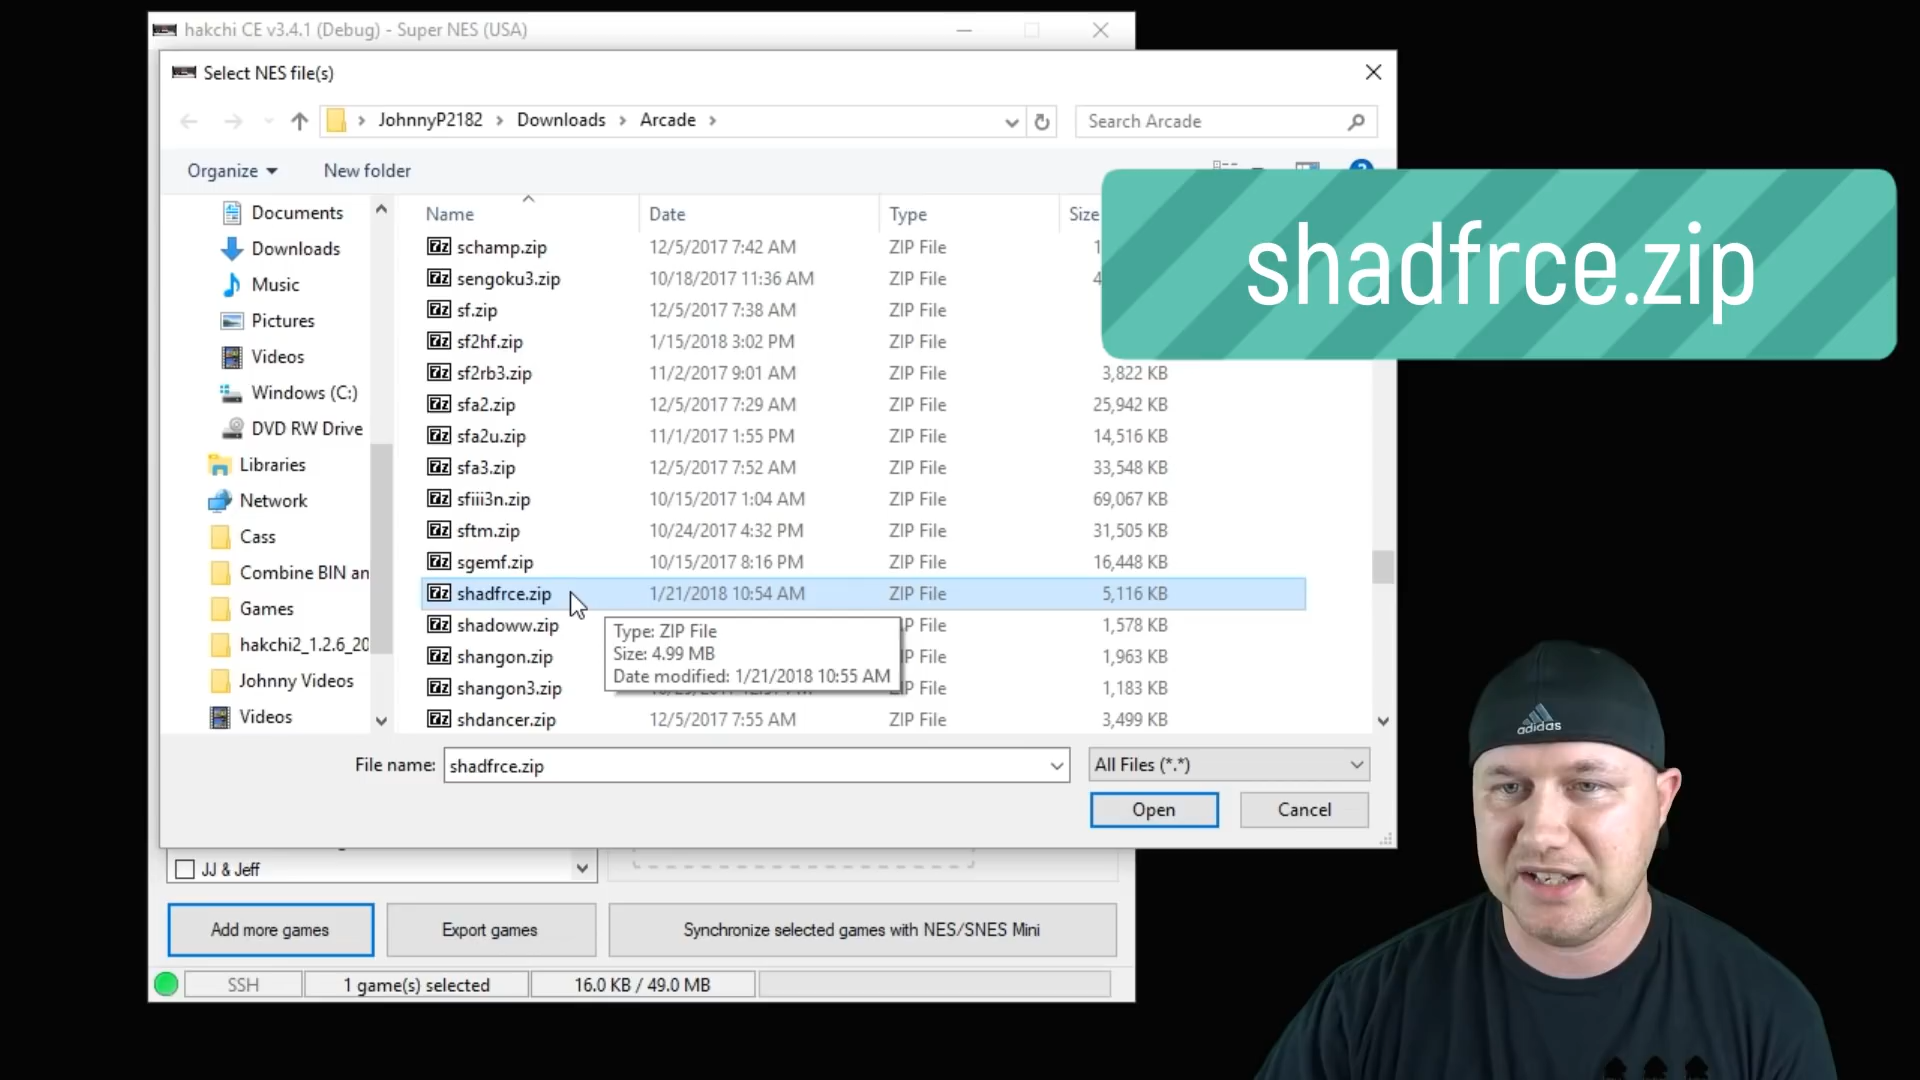 hakchi CE v3.4.1 (Debug) - Super NES (USA)
Select NES file(s)
JohnnyP2182 > Downloads > Arcade >
Search Arcade
Organize
New folder
Documents
Downloads
Music
Pictures
Videos
Windows (C:)
DVD RW Drive
Libraries
Network
Cass
Combine BIN an
Games
hakchi2_1.2.6_20
Johnny Videos
Videos
Name Date Type Size
schamp.zip 12/5/2017 7:42 AM ZIP File 1
sengoku3.zip 10/18/2017 11:36 AM ZIP File 4
sf.zip 12/5/2017 7:38 AM ZIP File
sf2hf.zip 1/15/2018 3:02 PM ZIP File
sf2rb3.zip 11/2/2017 9:01 AM ZIP File 3,822 KB
sfa2.zip 12/5/2017 7:29 AM ZIP File 25,942 KB
sfa2u.zip 11/1/2017 1:55 PM ZIP File 14,516 KB
sfa3.zip 12/5/2017 7:52 AM ZIP File 33,548 KB
sfiii3n.zip 10/15/2017 1:04 AM ZIP File 69,067 KB
sftm.zip 10/24/2017 4:32 PM ZIP File 31,505 KB
sgemf.zip 10/15/2017 8:16 PM ZIP File 16,448 KB
shadfrce.zip 1/21/2018 10:54 AM ZIP File 5,116 KB
shadoww.zip IP File 1,578 KB
shangon.zip IP File 1,963 KB
shangon3.zip IP File 1,183 KB
shdancer.zip 12/5/2017 7:55 AM ZIP File 3,499 KB
Type: ZIP File
Size: 4.99 MB
Date modified: 1/21/2018 10:55 AM
shadfrce.zip
File name: shadfrce.zip
All Files (*.*)
Open
Cancel
JJ & Jeff
Add more games
Export games
Synchronize selected games with NES/SNES Mini
SSH
1 game(s) selected
16.0 KB / 49.0 MB
adidas